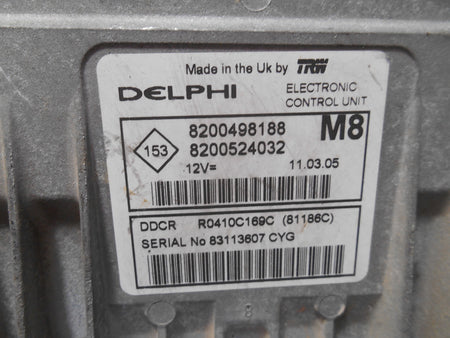 Made in the Uk by TRW
DELPHI ELECTRONIC
CONTROL UNIT
8200498188 M8
153 8200524032
12V= 11.03.05
DDCR R0410C169C (81186C)
SERIAL No 83113607 CYG
8